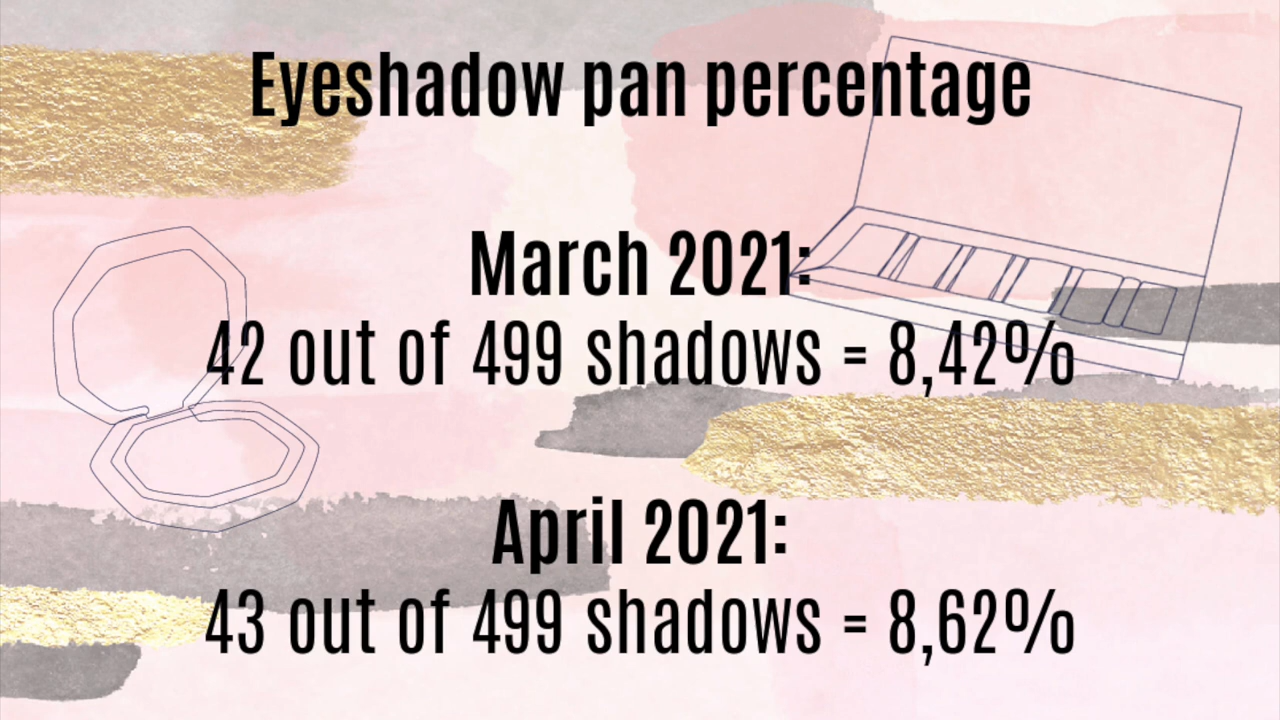 Eyeshadow pan percentage
March 2021:
42 out of 499 shadows = 8,42%
April 2021:
43 out of 499 shadows = 8,62%